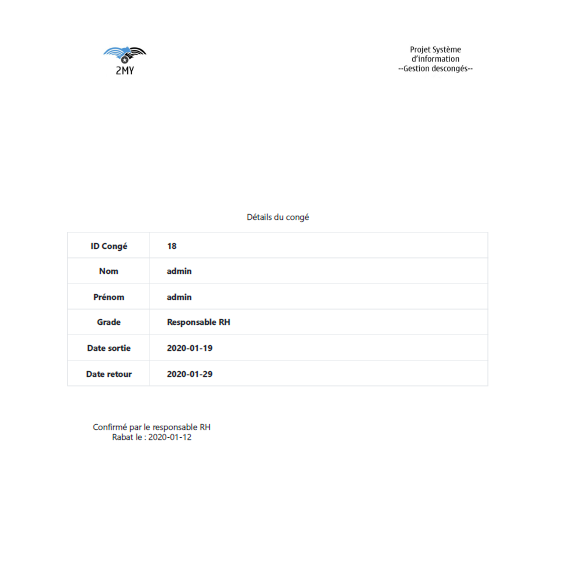 2MY
Projet Système
d'information
--Gestion descongés--
Détails du congé
ID Congé 18
Nom admin
Prénom admin
Grade Responsable RH
Date sortie 2020-01-19
Date retour 2020-01-29
Confirmé par le responsable RH
Rabat le : 2020-01-12